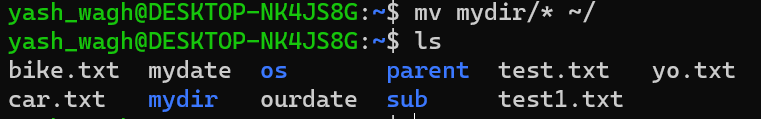 yash_wagh@DESKTOP-NK4JS8G:~$ mv mydir/* ~/
yash_wagh@DESKTOP-NK4JS8G:~$ ls
bike.txt mydate os parent test.txt yo.txt
car.txt mydir ourdate sub test1.txt